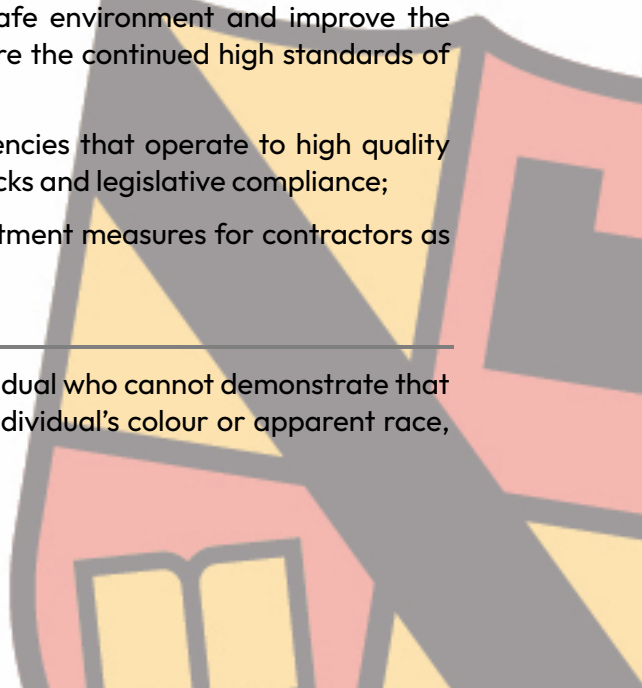 afe environment and improve the
re the continued high standards of
encies that operate to high quality
cks and legislative compliance;
tment measures for contractors as
dual who cannot demonstrate that
dividual's colour or apparent race,